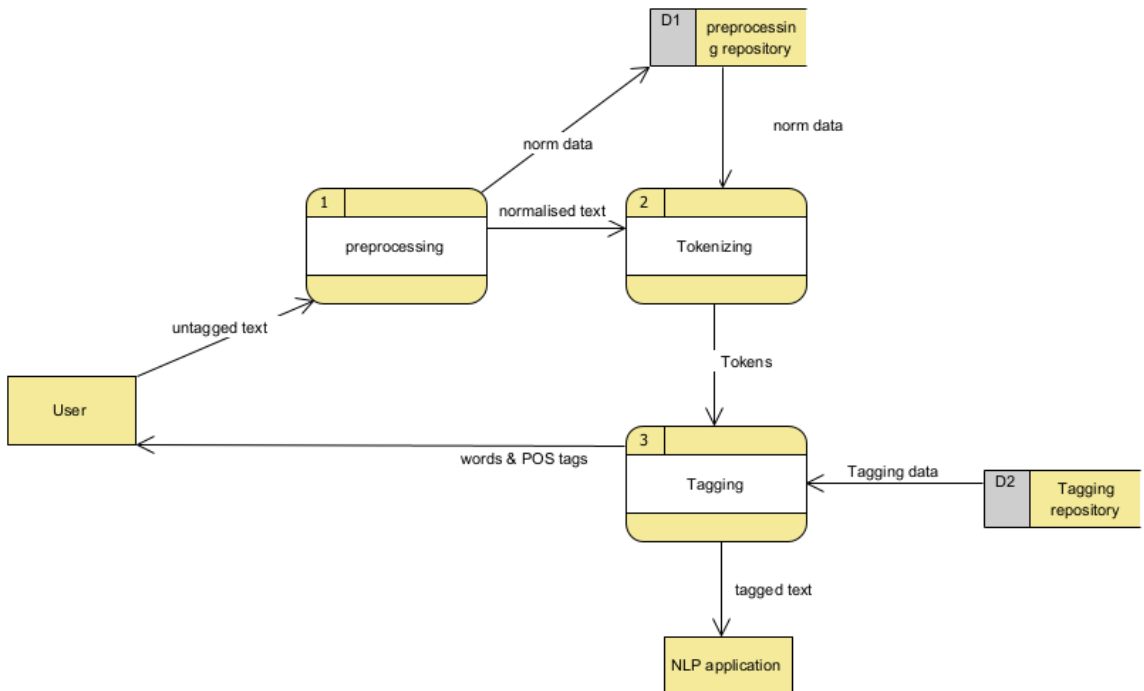 D1
preprocessin
g repository
norm data
norm data
1
preprocessing
normalised text
2
Tokenizing
untagged text
Tokens
User
words & POS tags
3
Tagging
Tagging data
D2
Tagging
repository
tagged text
NLP application